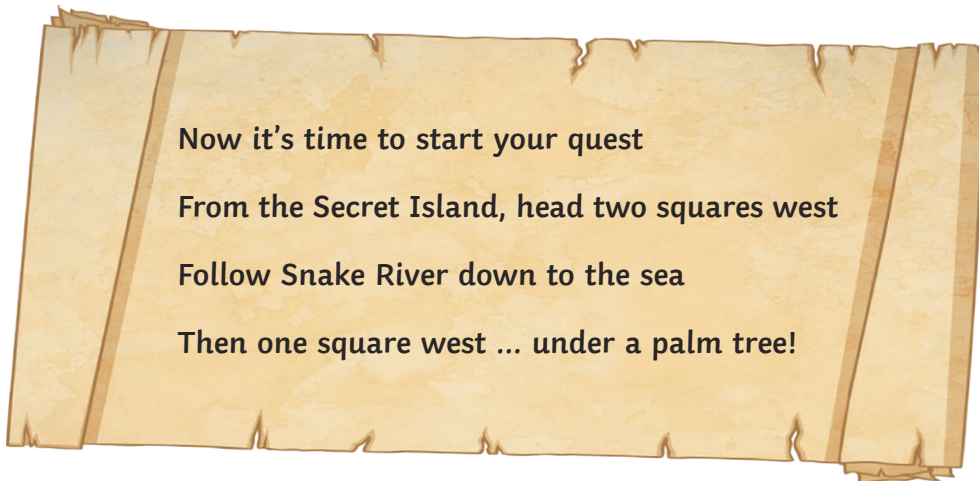 Now it's time to start your quest
From the Secret Island, head two squares west
Follow Snake River down to the sea
Then one square west ... under a palm tree!